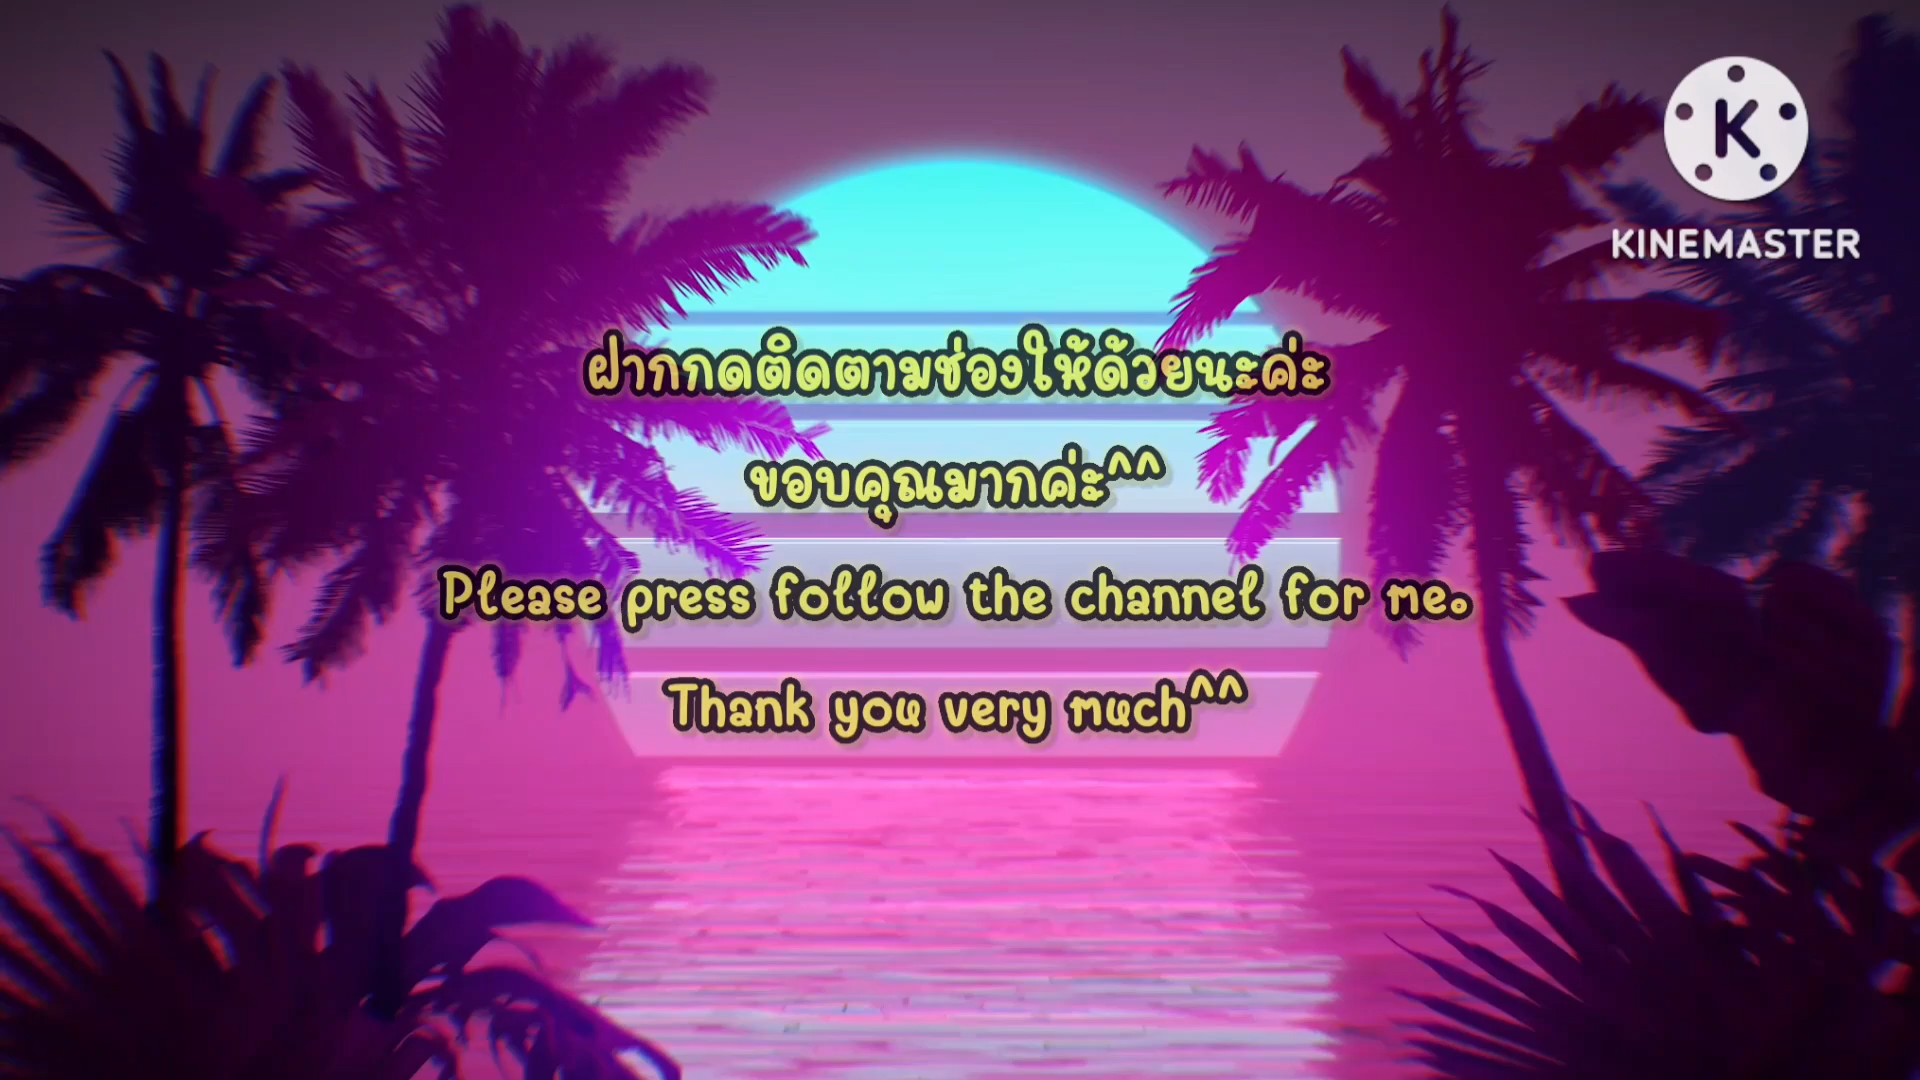 K
KINEMASTER
ฝากกดติดตามช่องให้ด้วยนะค่ะ
ขอบคุณมากค่ะ^^
Please press follow the channel for me.
Thank you very much^^